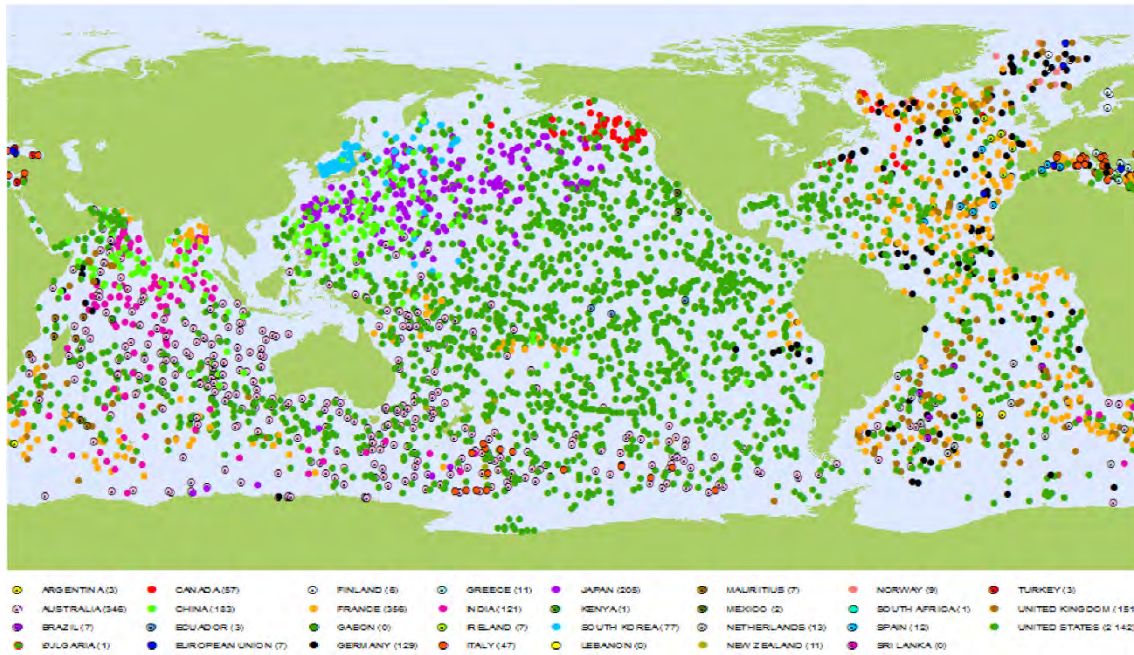 ARGENTINA (3) CANADA (57) FINLAND (6) GREECE (11) JAPAN (205) MAURITIUS (7) NORWAY (9) TURKEY (3)
AUSTRALIA (346) CHINA (183) FRANCE (356) INDIA (121) KENYA (1) MEXICO (2) SOUTH AFRICA (1) UNITED KINGDOM (151)
BRAZIL (7) ECUADOR (3) GABON (0) IRELAND (7) SOUTH KOREA (77) NETHERLANDS (13) SPAIN (12) UNITED STATES (2 142)
BULGARIA (1) EUROPEAN UNION (7) GERMANY (129) ITALY (47) LEBANON (0) NEW ZEALAND (11) SRI LANKA (0)